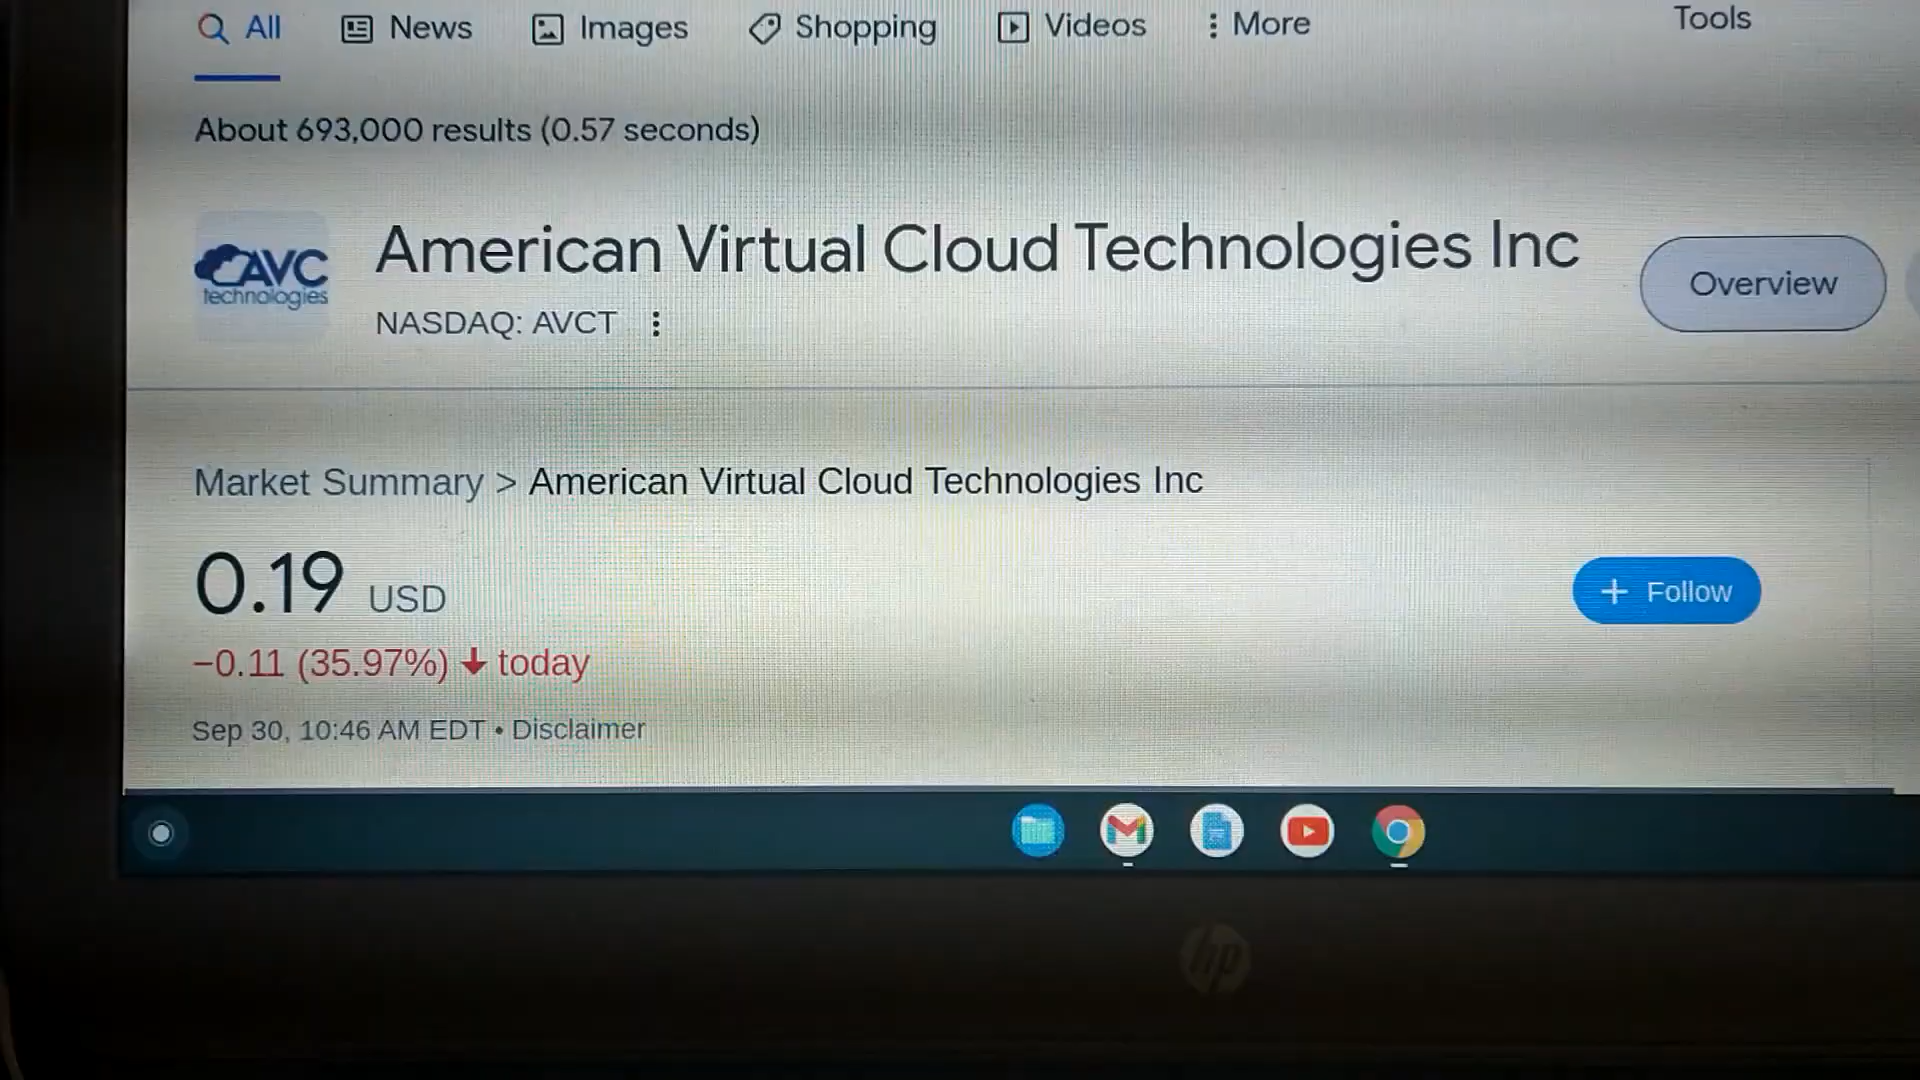 All News Images Shopping Videos More Tools
About 693,000 results (0.57 seconds)
AVC
technologies
American Virtual Cloud Technologies Inc
NASDAQ: AVCT
Overview
Market Summary > American Virtual Cloud Technologies Inc
0.19 USD
+ Follow
−0.11 (35.97%) ↓ today
Sep 30, 10:46 AM EDT • Disclaimer
hp